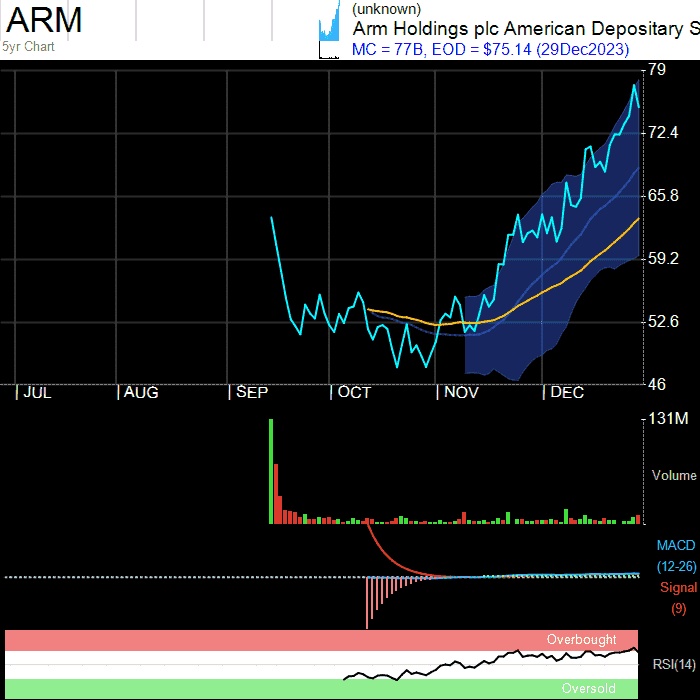 ARM
5yr Chart
(unknown)
Arm Holdings plc American Depositary S
MC = 77B, EOD = $75.14 (29Dec2023)
79
72.4
65.8
59.2
52.6
46
JUL AUG SEP OCT NOV DEC
131M
Volume
MACD
(12-26)
Signal
(9)
Overbought
RSI(14)
Oversold